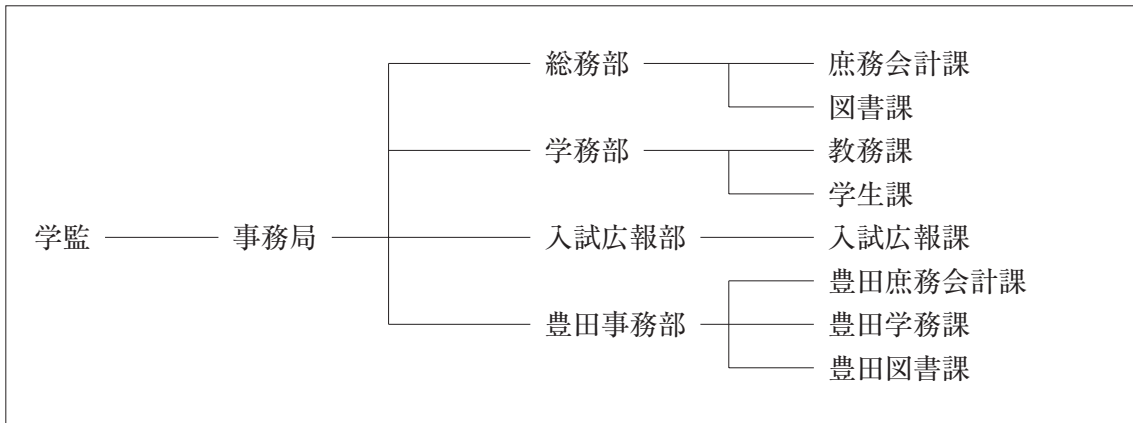 総務部 庶務会計課
図書課
学務部 教務課
学生課
学監 事務局 入試広報部 入試広報課
豊田庶務会計課
豊田事務部 豊田学務課
豊田図書課